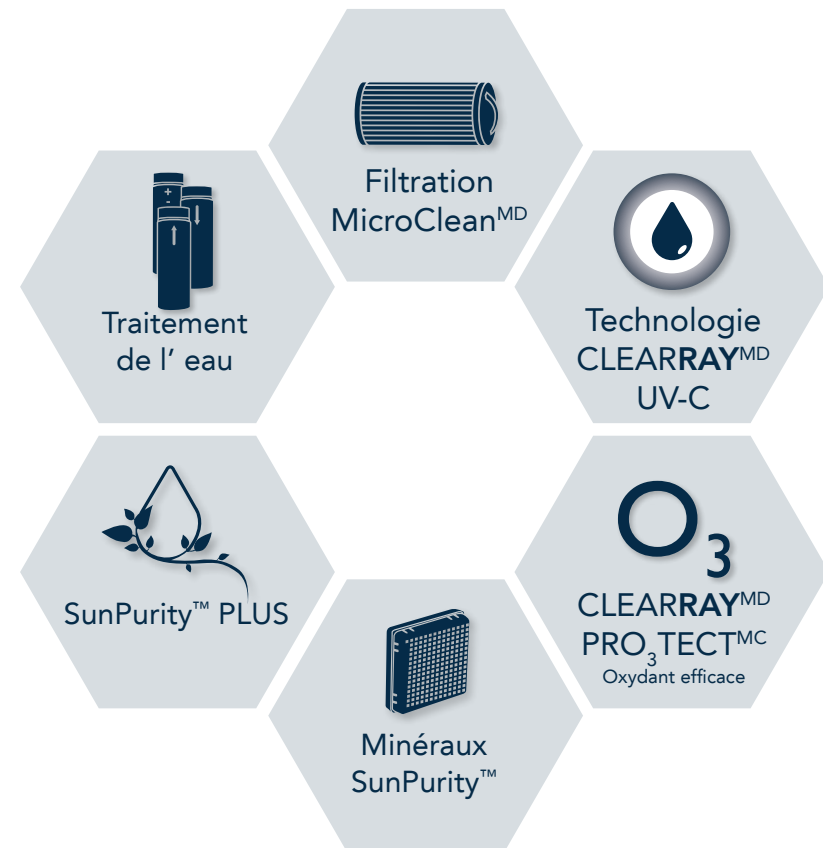 Filtration
MicroClean^MD
Traitement
de l' eau
+
-
Technologie
CLEARRAY^MD
UV-C
SunPurity™ PLUS
O₃
CLEARRAY^MD
PRO₃TECT^MC
Oxydant efficace
Minéraux
SunPurity™